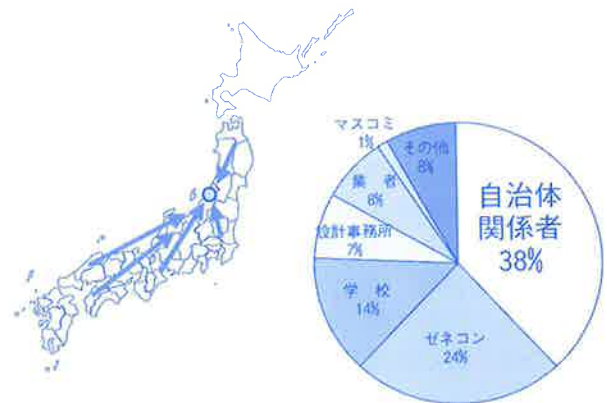 マスコミ
1%
その他
8%
業者
8%
設計事務所
7%
学校
14%
ゼネコン
24%
自治体
関係者
38%